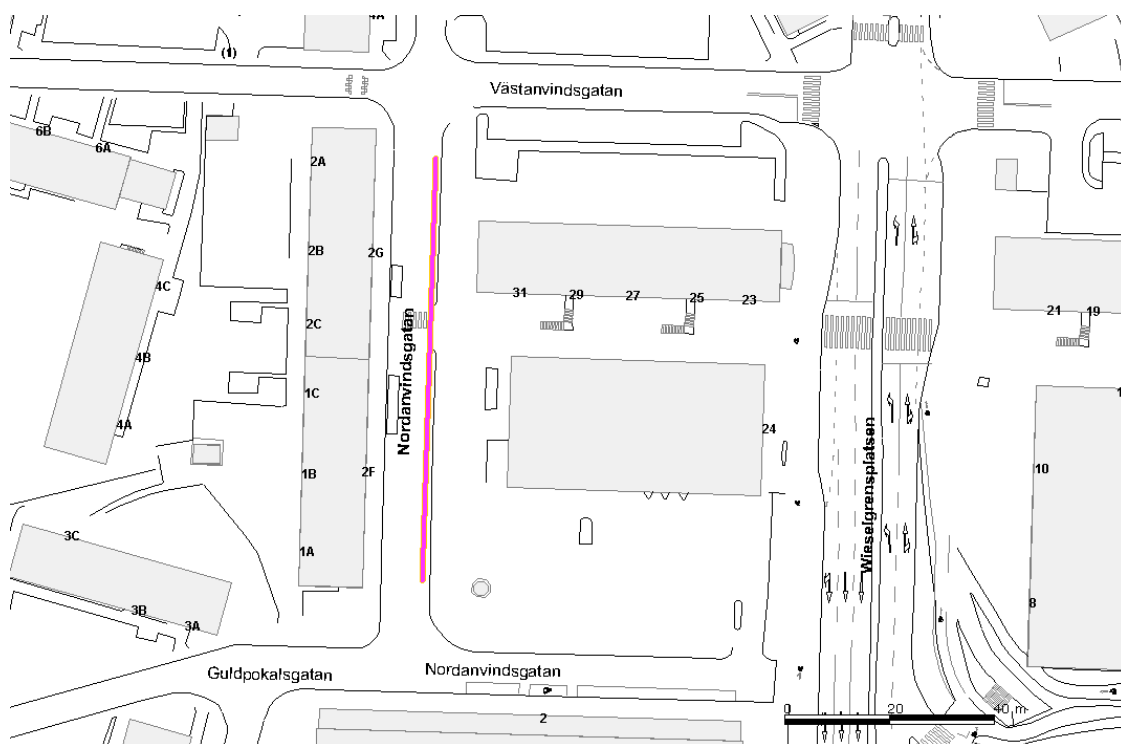 4A
(1)
Västanvindsgatan
6B
6A
2A
2B
2G
4C
31
29
27
25
23
21
19
2C
Nordanvindsgatan
4B
1C
4A
24
Wieselgrensplatsen
1B
2F
10
3C
1A
3B
3A
8
Guldpokalsgatan
Nordanvindsgatan
2
0
20
40 m